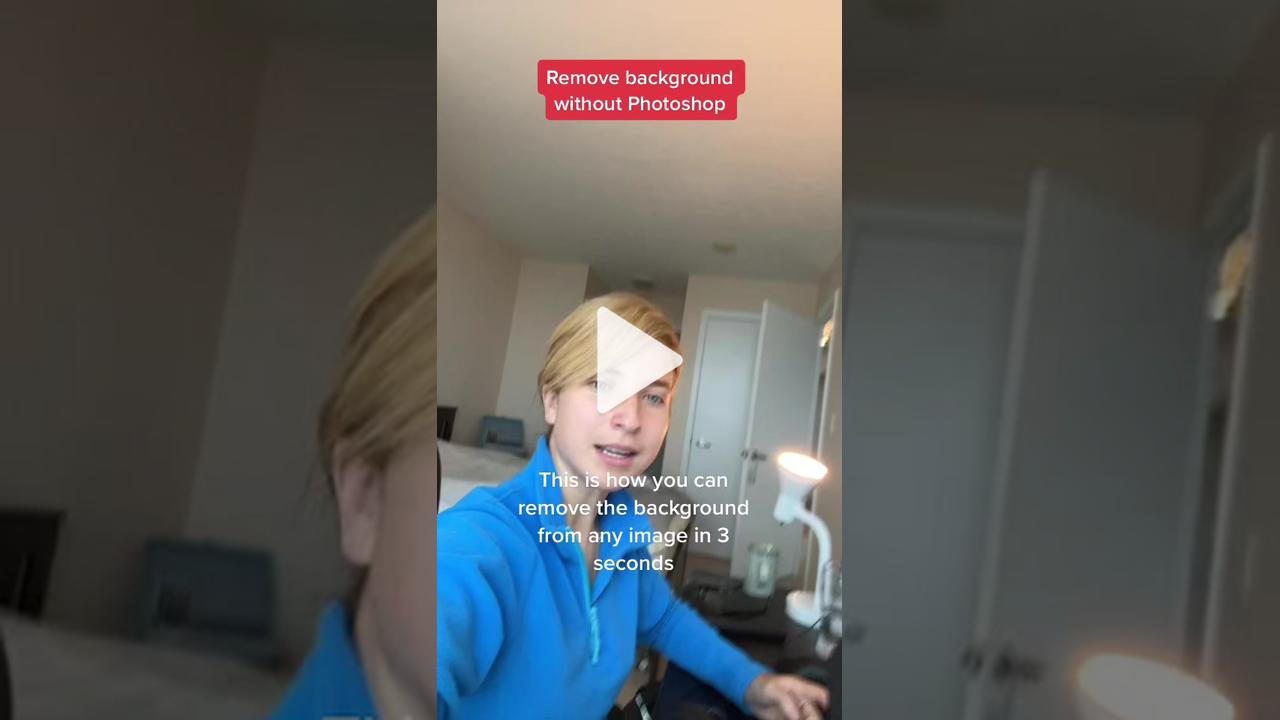 Remove background
without Photoshop
This is how you can
remove the background
from any image in 3
seconds